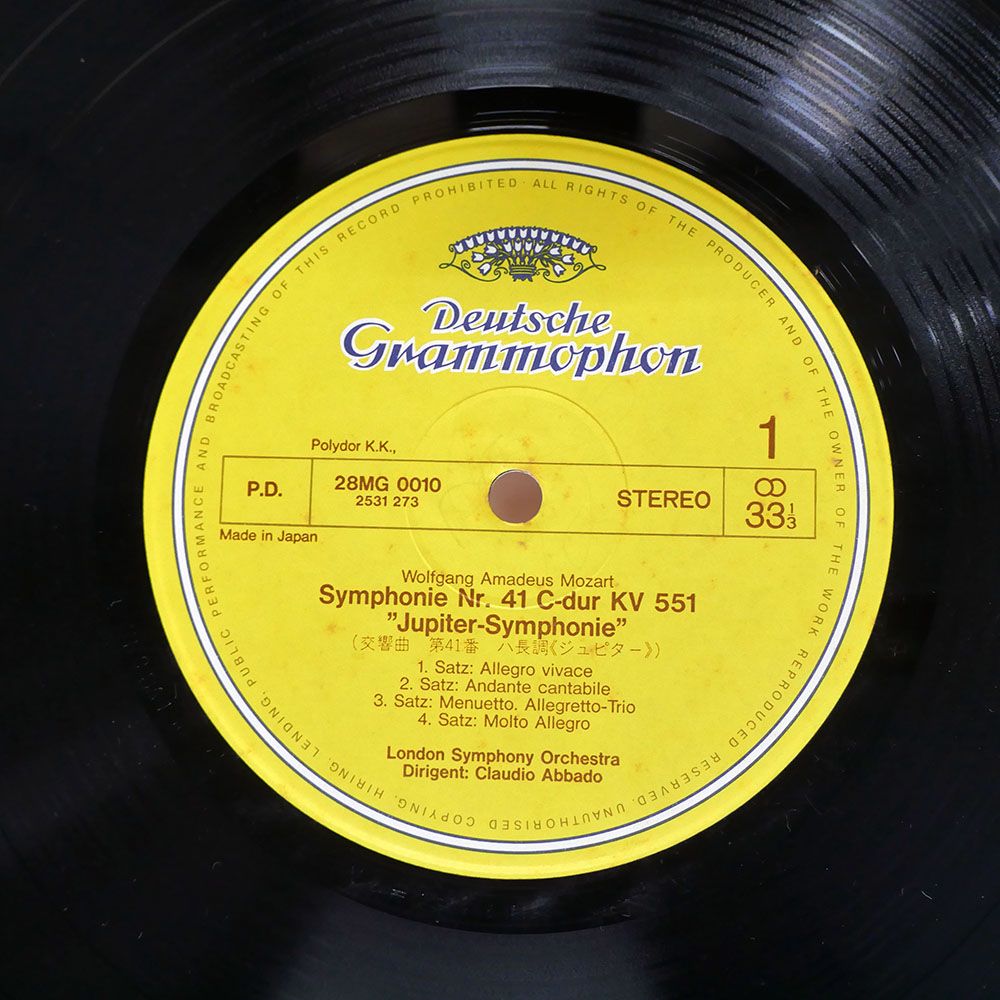 ALL RIGHTS OF THE PRODUCER AND OF THE OWNER OF THE WORK REPRODUCED RESERVED. UNAUTHORISED COPYING, HIRING, LENDING, PUBLIC PERFORMANCE AND BROADCASTING OF THIS RECORD PROHIBITED ·
Deutsche
Grammophon
1
Polydor K.K.,
P.D.
28MG 0010
2531 273
STEREO
33⅓
Made in Japan
Wolfgang Amadeus Mozart
Symphonie Nr. 41 C-dur KV 551
”Jupiter-Symphonie”
(交響曲 第41番 ハ長調《ジュピター》)
1. Satz: Allegro vivace
2. Satz: Andante cantabile
3. Satz: Menuetto. Allegretto-Trio
4. Satz: Molto Allegro
London Symphony Orchestra
Dirigent: Claudio Abbado